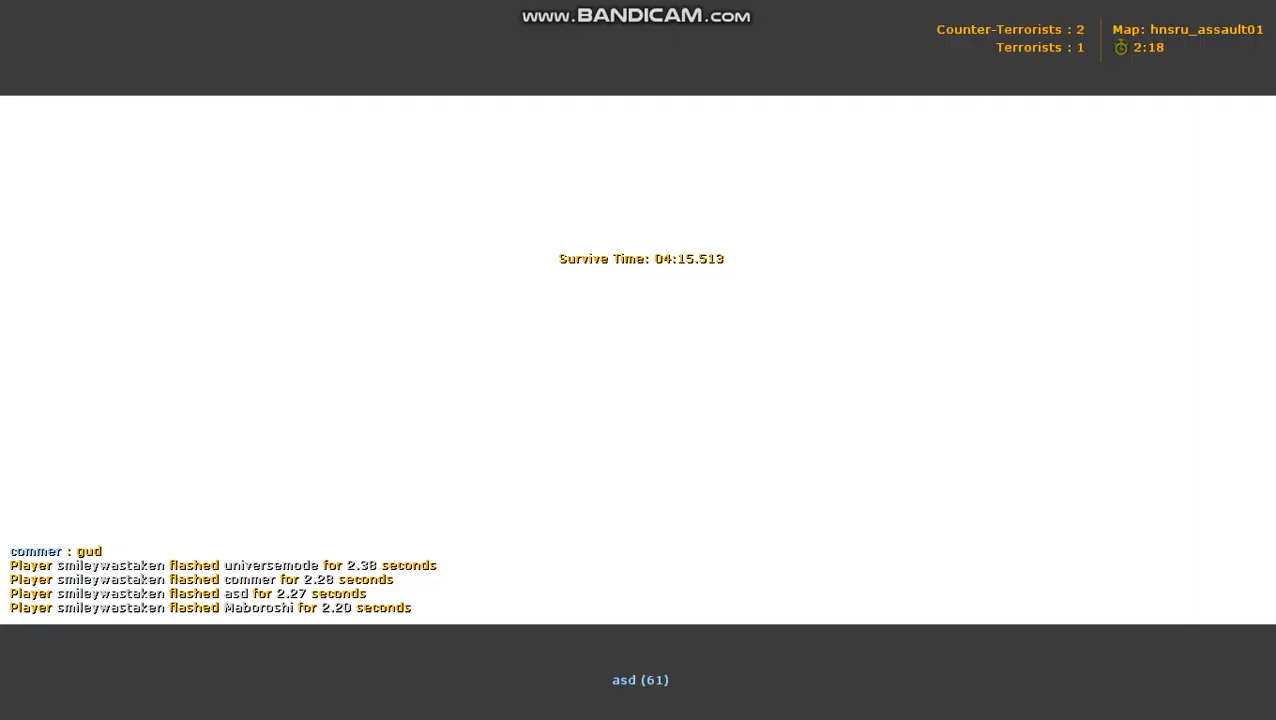 www.BANDICAM.com
Counter-Terrorists : 2
Terrorists : 1
Map: hnsru_assault01
2:18
Survive Time: 04:15.513
commer : gud
Player smileywastaken flashed universemode for 2.38 seconds
Player smileywastaken flashed commer for 2.28 seconds
Player smileywastaken flashed asd for 2.27 seconds
Player smileywastaken flashed Maboroshi for 2.20 seconds
asd (61)